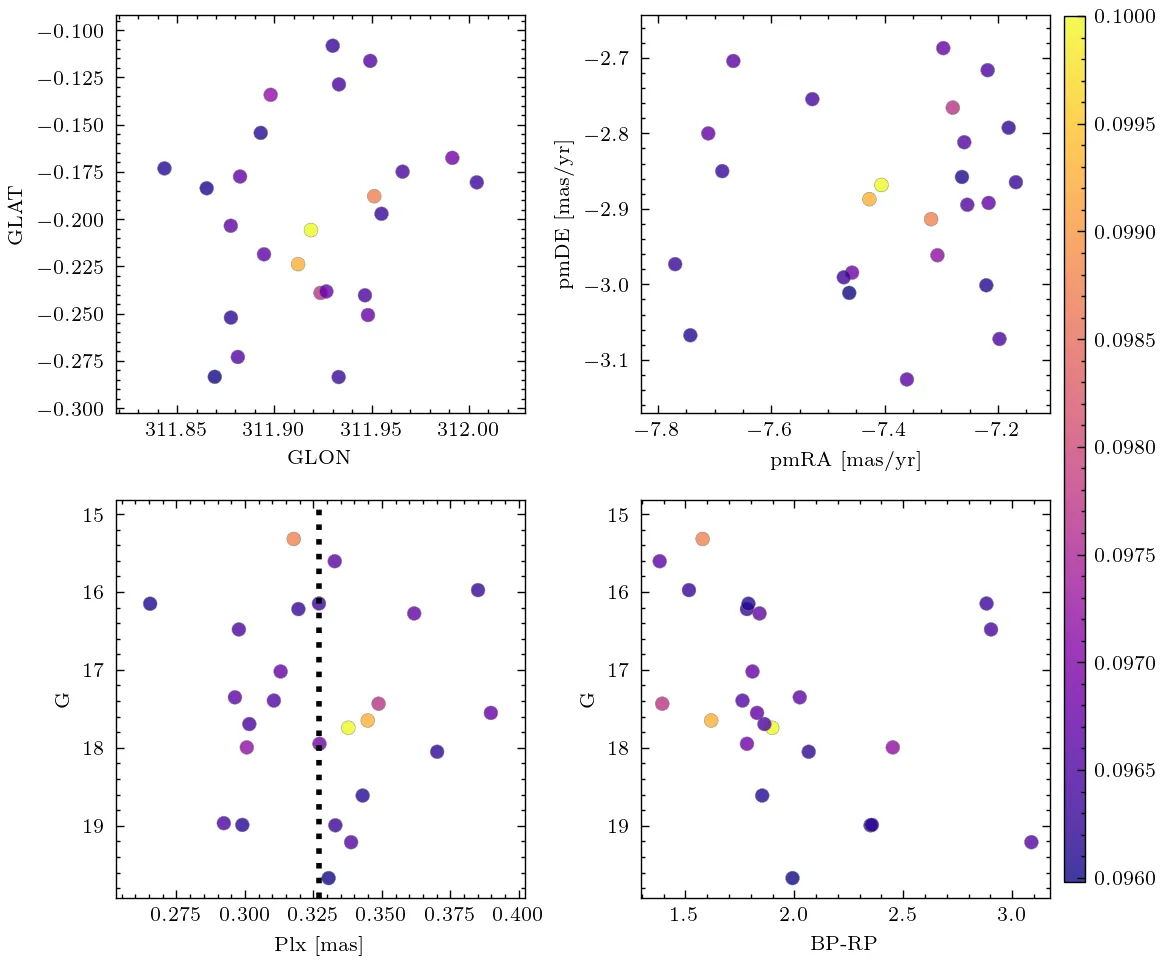 −0.100
−0.125
−0.150
−0.175
−0.200
−0.225
−0.250
−0.275
−0.300
GLAT
311.85 311.90 311.95 312.00
GLON
−2.7
−2.8
−2.9
−3.0
−3.1
pmDE [mas/yr]
−7.8 −7.6 −7.4 −7.2
pmRA [mas/yr]
15
16
17
18
19
G
0.275 0.300 0.325 0.350 0.375 0.400
Plx [mas]
15
16
17
18
19
G
1.5 2.0 2.5 3.0
BP-RP
0.1000
0.0995
0.0990
0.0985
0.0980
0.0975
0.0970
0.0965
0.0960